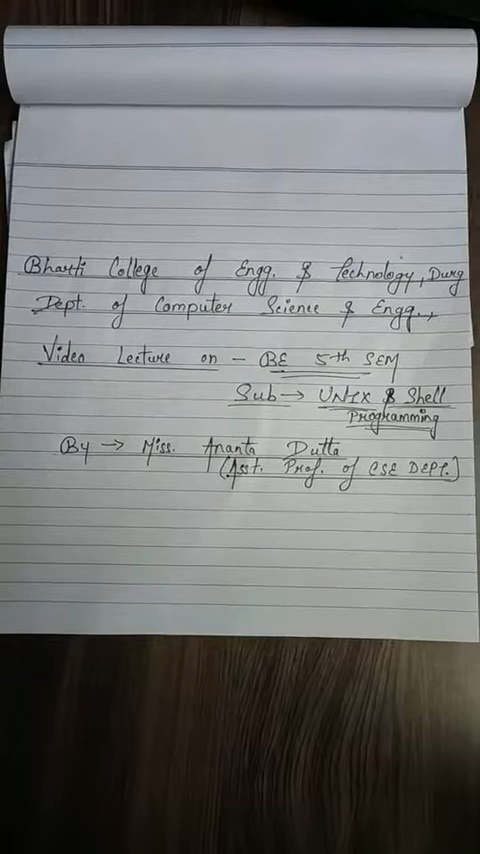 Bharti College of Engg. & Technology, Durg
Dept. of Computer Science & Engg.,
Video Lecture on - BE 5th SEM
Sub → UNIX & Shell
Programming
By → Miss. Ananta Dutta
(Asst. Prof. of CSE DEPT.]